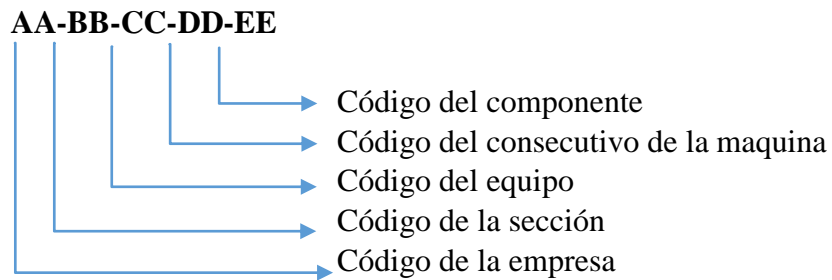 AA-BB-CC-DD-EE
Código del componente
Código del consecutivo de la maquina
Código del equipo
Código de la sección
Código de la empresa